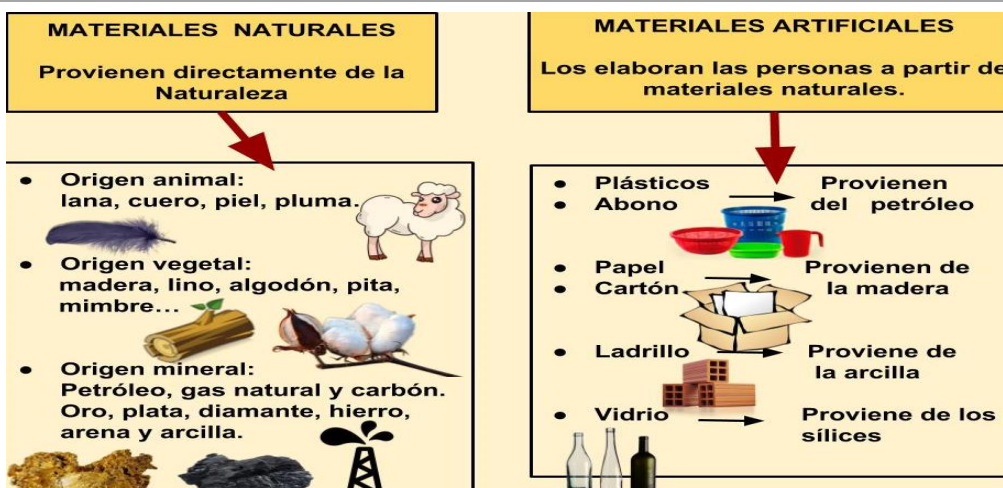 MATERIALES NATURALES
Provienen directamente de la
Naturaleza
● Origen animal:
lana, cuero, piel, pluma.
● Origen vegetal:
madera, lino, algodón, pita,
mimbre...
● Origen mineral:
Petróleo, gas natural y carbón.
Oro, plata, diamante, hierro,
arena y arcilla.
MATERIALES ARTIFICIALES
Los elaboran las personas a partir de
materiales naturales.
● Plásticos Provienen
● Abono del petróleo
● Papel Provienen de
● Cartón la madera
● Ladrillo Proviene de
la arcilla
● Vidrio Proviene de los
sílices